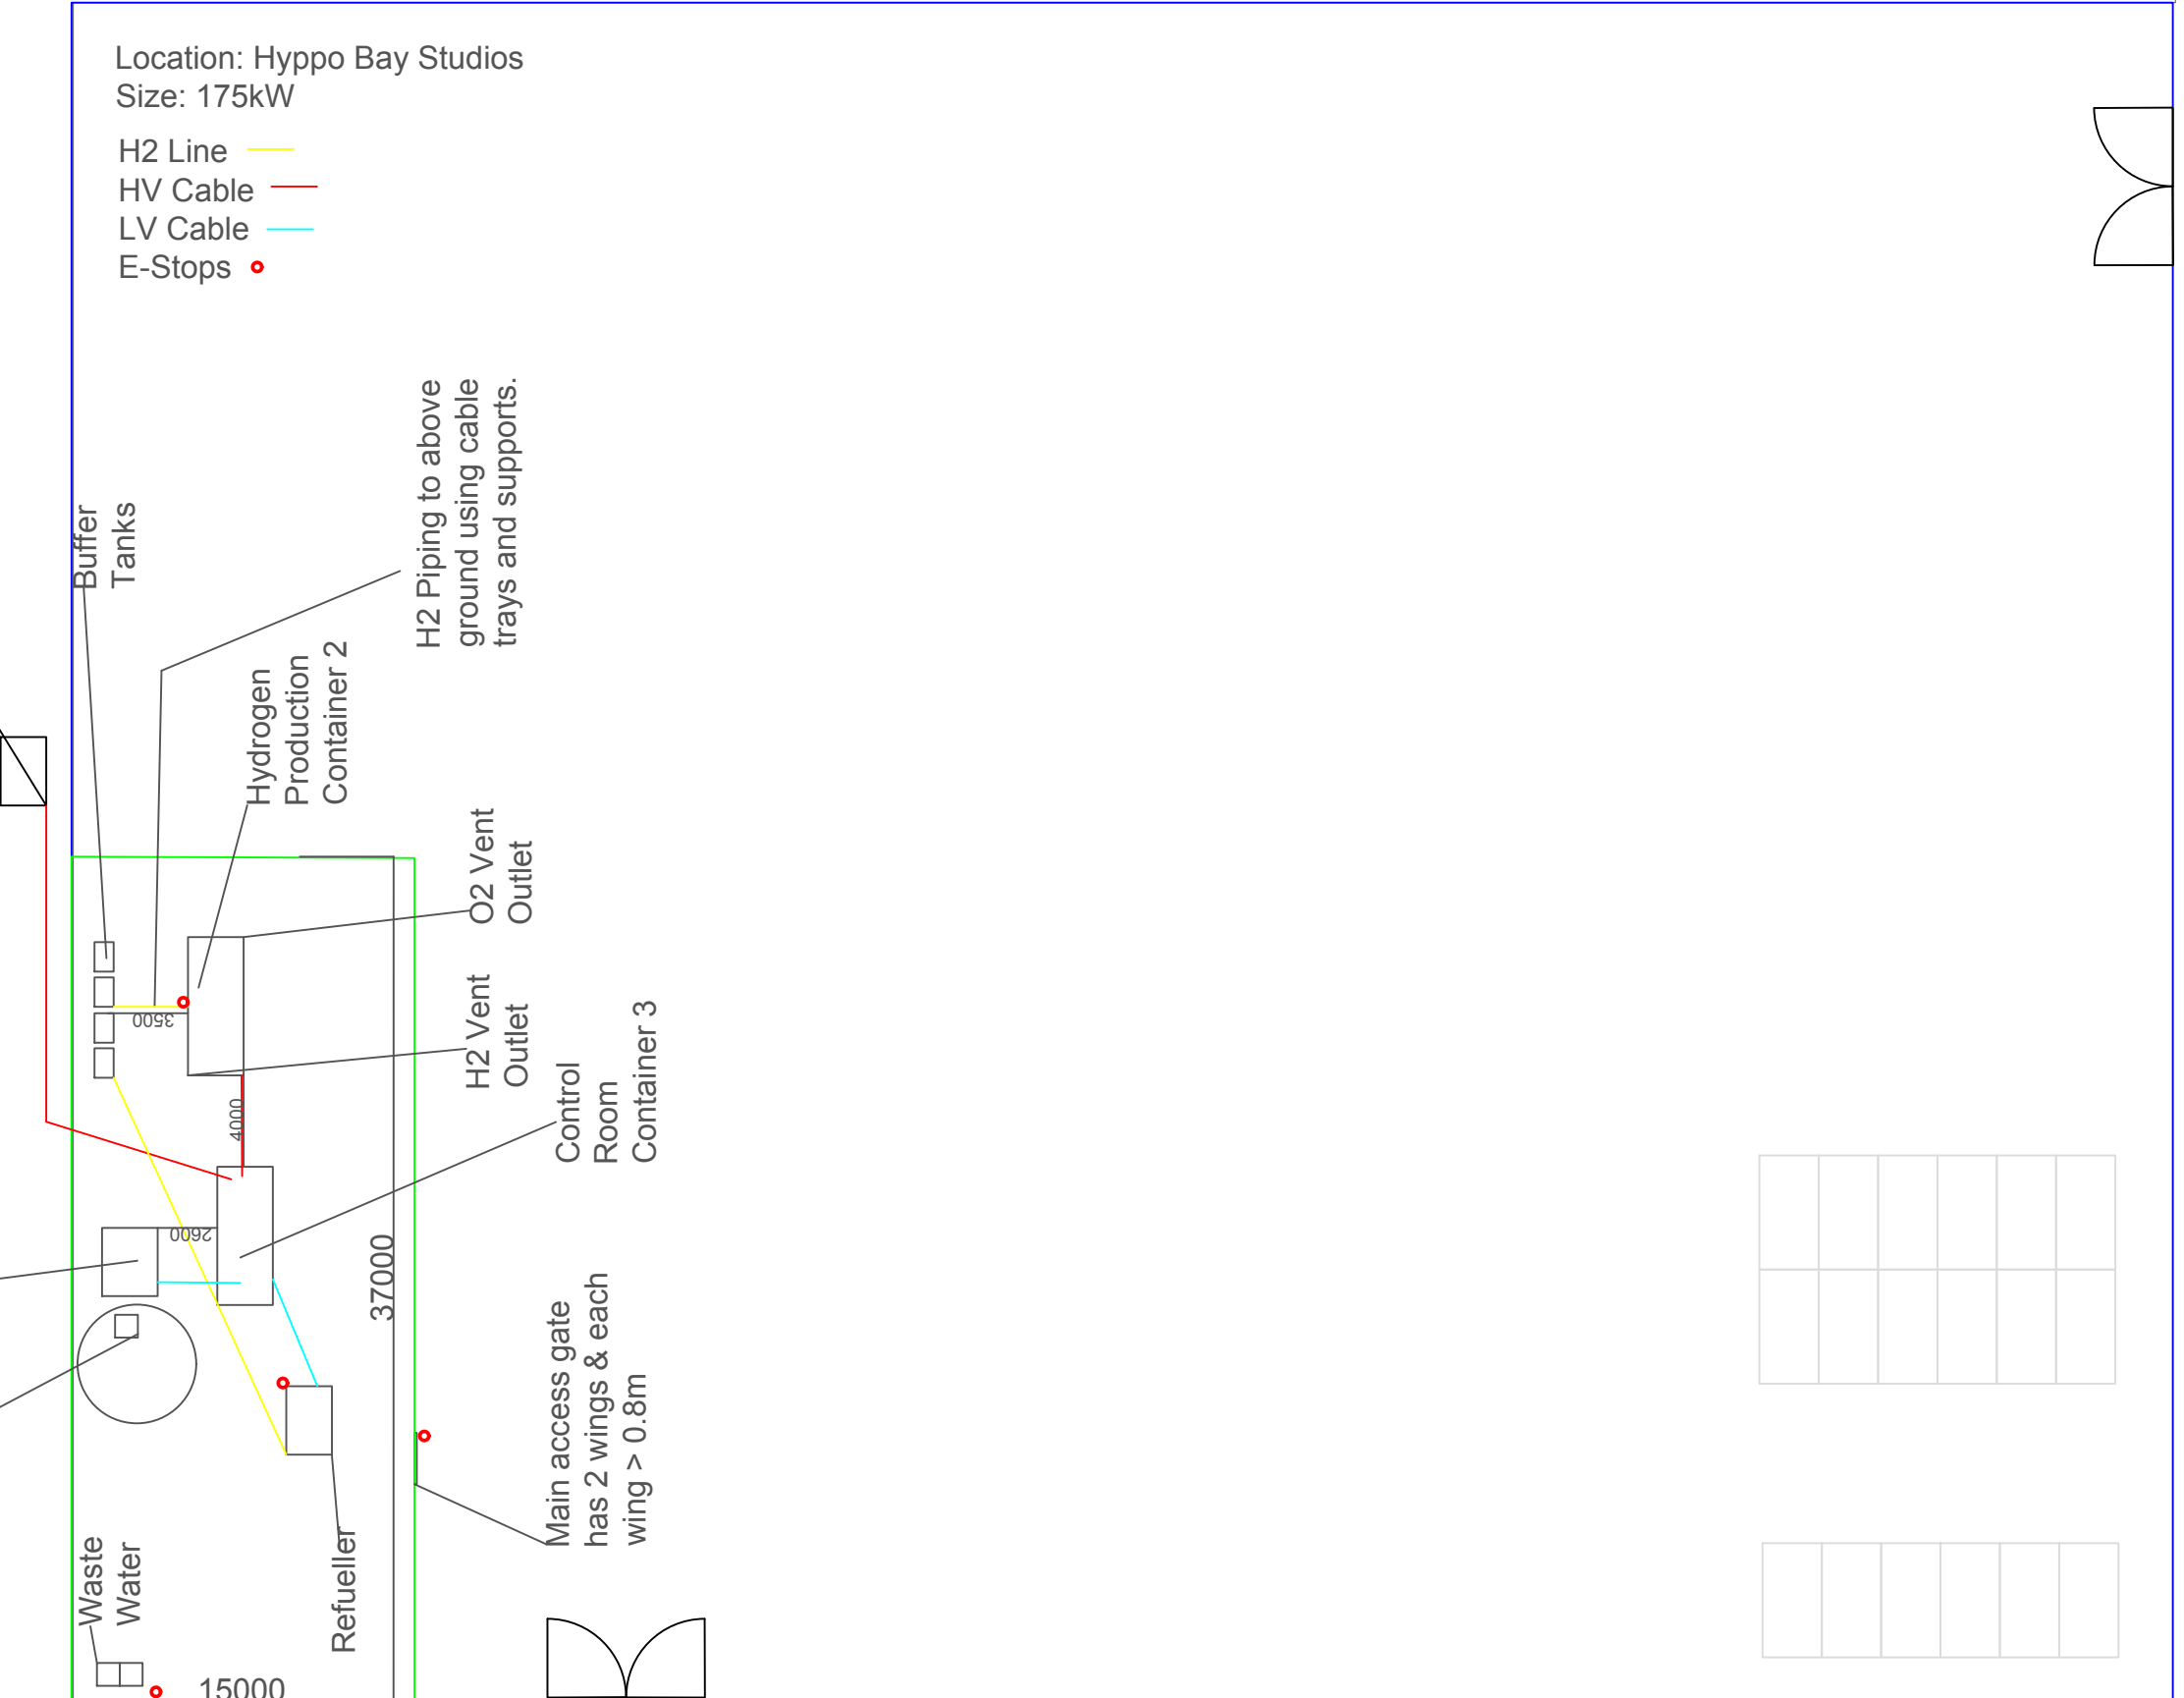 Location: Hyppo Bay Studios
Size: 175kW
H2 Line
HV Cable
LV Cable
E-Stops
Buffer
Tanks
H2 Piping to above
ground using cable
trays and supports.
Hydrogen
Production
Container 2
O2 Vent
Outlet
H2 Vent
Outlet
Control
Room
Container 3
3500
4000
2600
37000
Main access gate
has 2 wings & each
wing > 0.8m
Refueller
Waste
Water
15000